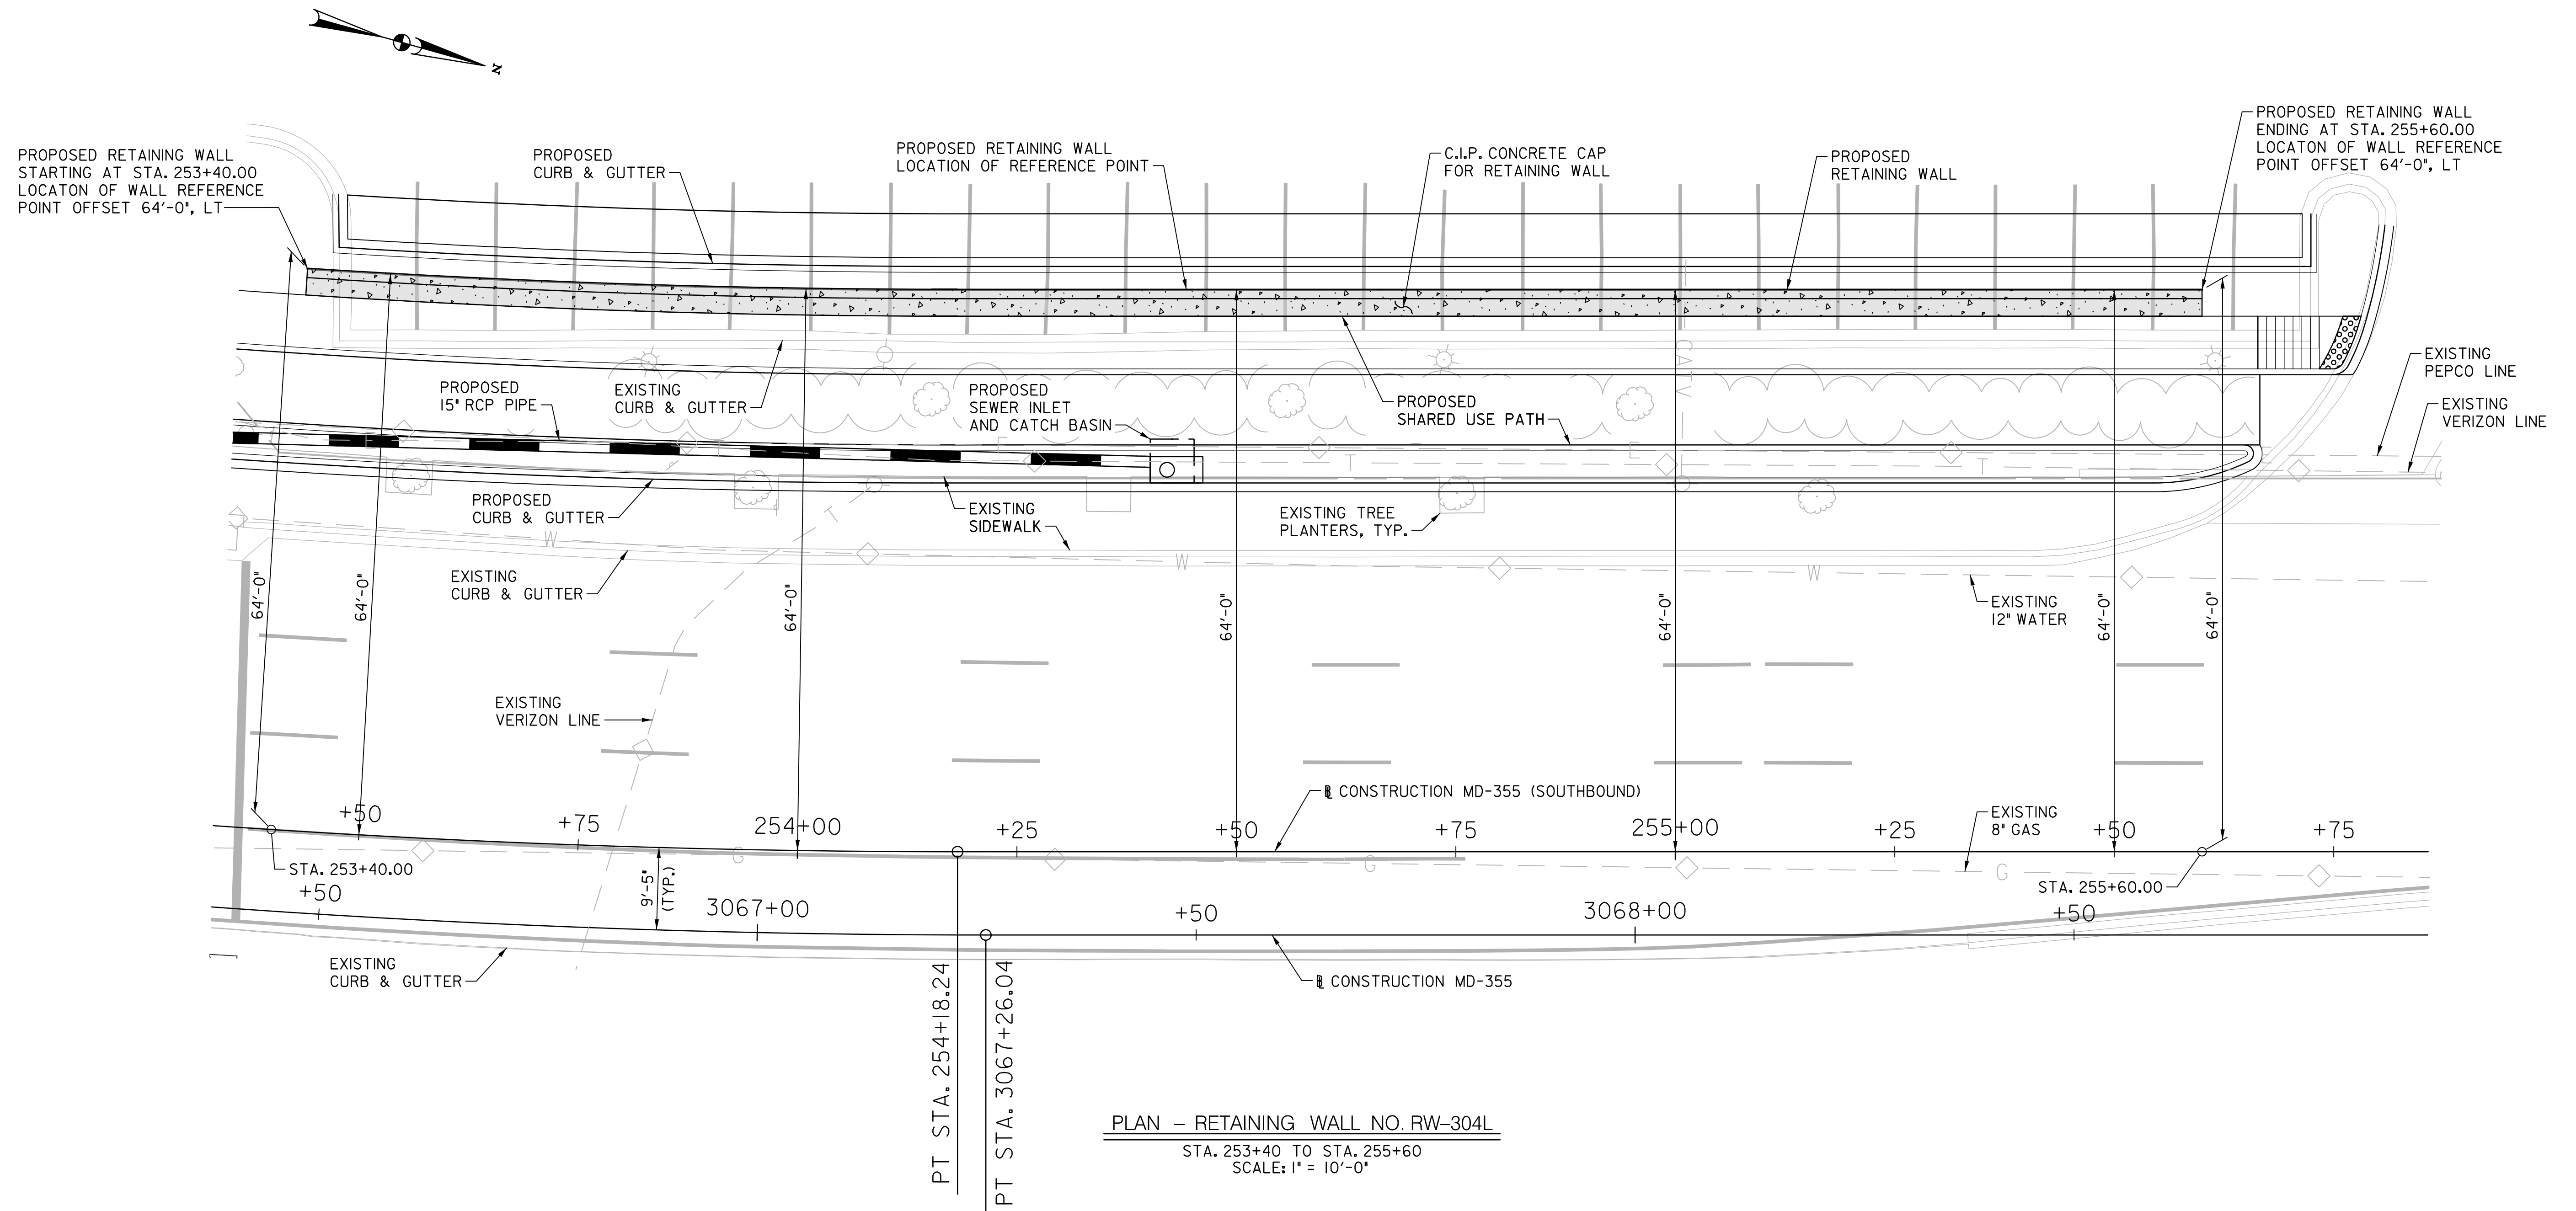 N
PROPOSED RETAINING WALL
STARTING AT STA. 253+40.00
LOCATON OF WALL REFERENCE
POINT OFFSET 64'-0", LT
PROPOSED
CURB & GUTTER
PROPOSED RETAINING WALL
LOCATION OF REFERENCE POINT
C.I.P. CONCRETE CAP
FOR RETAINING WALL
PROPOSED
RETAINING WALL
PROPOSED RETAINING WALL
ENDING AT STA. 255+60.00
LOCATON OF WALL REFERENCE
POINT OFFSET 64'-0", LT
CATV
EXISTING
PEPCO LINE
EXISTING
VERIZON LINE
PROPOSED
15" RCP PIPE
EXISTING
CURB & GUTTER
PROPOSED
SEWER INLET
AND CATCH BASIN
PROPOSED
SHARED USE PATH
E
E
E
T
T
T
T
PROPOSED
CURB & GUTTER
EXISTING
SIDEWALK
EXISTING TREE
PLANTERS, TYP.
W
W
W
EXISTING
CURB & GUTTER
EXISTING
12" WATER
64'-0"
64'-0"
64'-0"
64'-0"
64'-0"
64'-0"
64'-0"
EXISTING
VERIZON LINE
℄ CONSTRUCTION MD-355 (SOUTHBOUND)
EXISTING
8" GAS
+50
+75
254+00
+25
+50
+75
255+00
+25
+50
+75
G
G
G
STA. 253+40.00
9'-5"
(TYP.)
STA. 255+60.00
+50
3067+00
+50
3068+00
+50
EXISTING
CURB & GUTTER
℄ CONSTRUCTION MD-355
PT STA. 254+18.24
PT STA. 3067+26.04
PLAN – RETAINING WALL NO. RW–304L
STA. 253+40 TO STA. 255+60
SCALE: 1" = 10'-0"